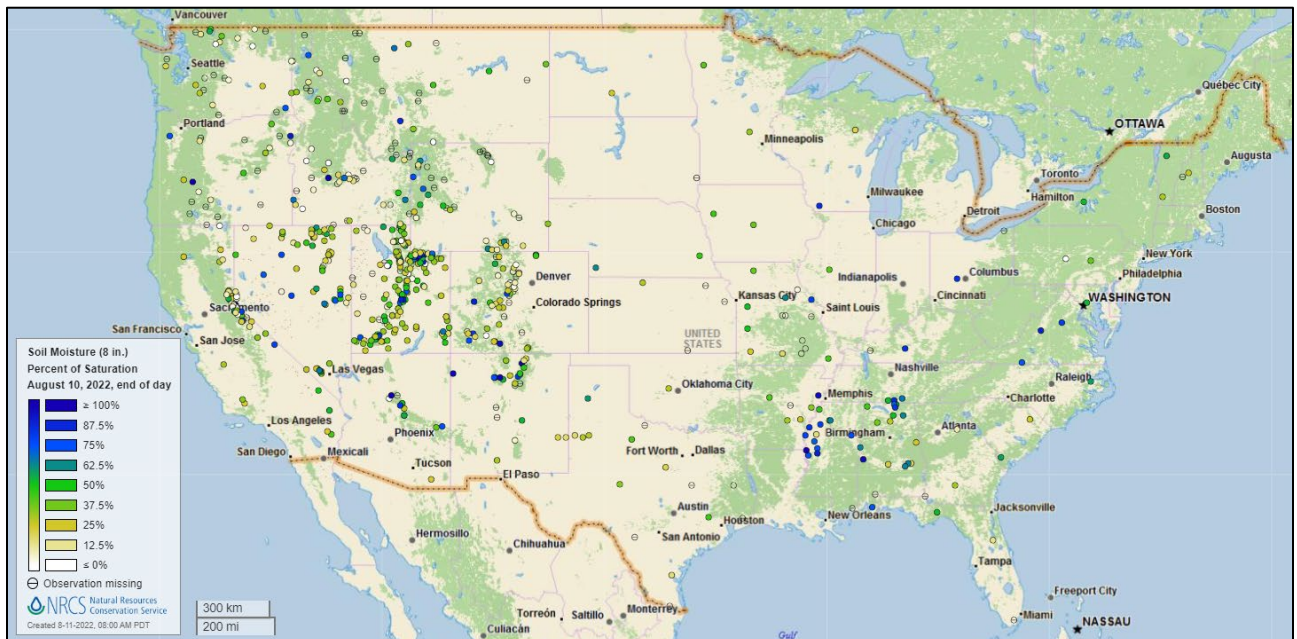 Vancouver
Seattle
Québec City
Portland
OTTAWA
Minneapolis
Augusta
Toronto
Hamilton
Milwaukee
Detroit
Boston
Chicago
New York
Denver
Indianapolis
Columbus
Philadelphia
Sacramento
Colorado Springs
Kansas City
Cincinnati
WASHINGTON
Saint Louis
San Francisco
UNITED
STATES
San Jose
Las Vegas
Nashville
Raleigh
Oklahoma City
Memphis
Charlotte
Los Angeles
Phoenix
Birmingham
Atlanta
San Diego
Mexicali
Fort Worth
Dallas
Tucson
El Paso
Austin
Jacksonville
Houston
New Orleans
Hermosillo
San Antonio
Chihuahua
Tampa
Freeport City
Torreón
Saltillo
Monterrey
Miami
Culiacán
Gulf
NASSAU
Soil Moisture (8 in.)
Percent of Saturation
August 10, 2022, end of day
≥ 100%
87.5%
75%
62.5%
50%
37.5%
25%
12.5%
≤ 0%
Observation missing
NRCS Natural Resources
Conservation Service
Created 8-11-2022, 08:00 AM PDT
300 km
200 mi